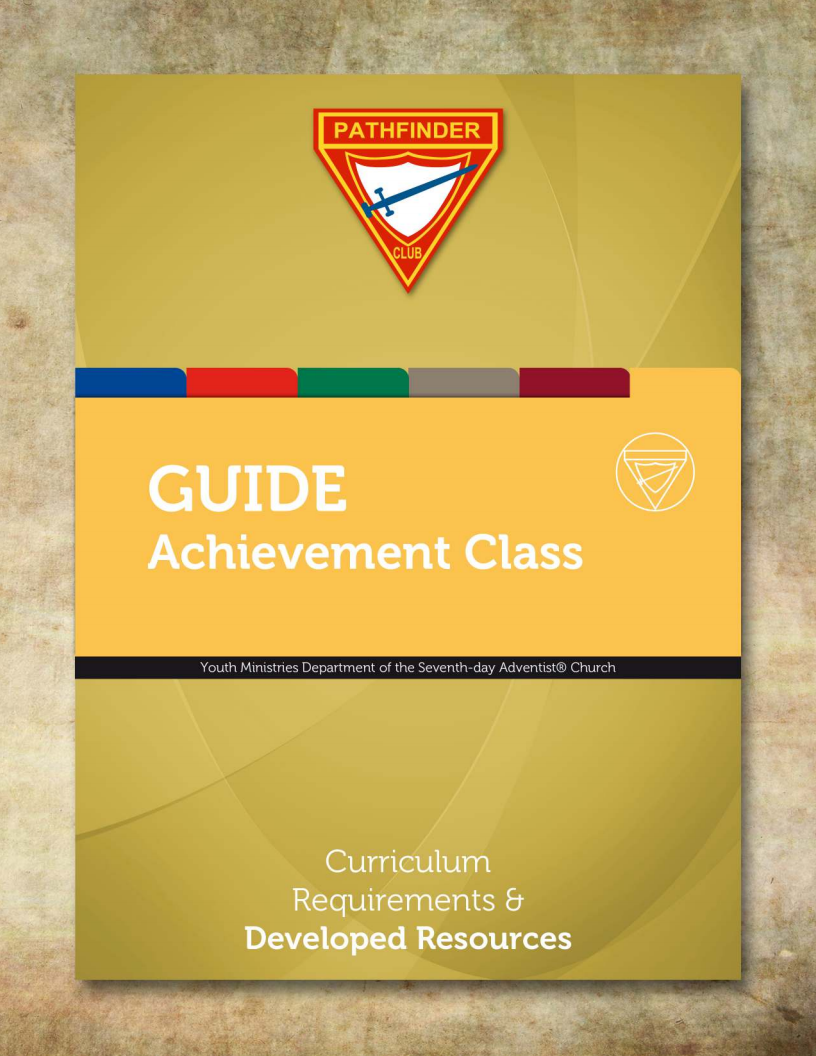 PATHFINDER
CLUB
GUIDE
Achievement Class
Youth Ministries Department of the Seventh-day Adventist® Church
Curriculum
Requirements &
Developed Resources